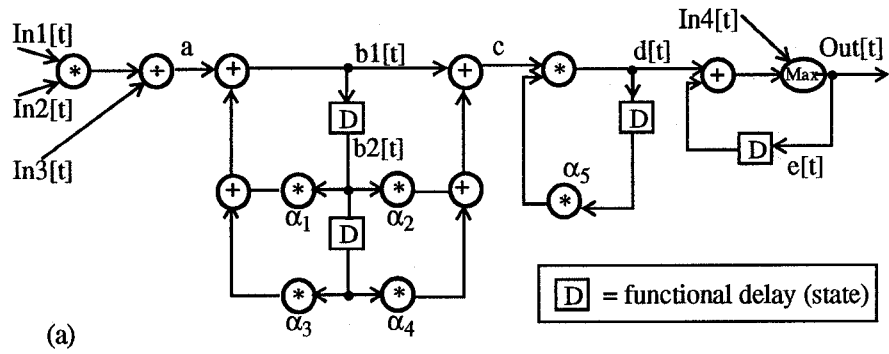 In1[t]
In2[t]
In3[t]
*
÷
a
+
b1[t]
+
c
*
d[t]
In4[t]
+
Max
Out[t]
D
b2[t]
D
D
e[t]
+
*
*
+
α1
α2
α5
*
D
*
*
α3
α4
D = functional delay (state)
(a)